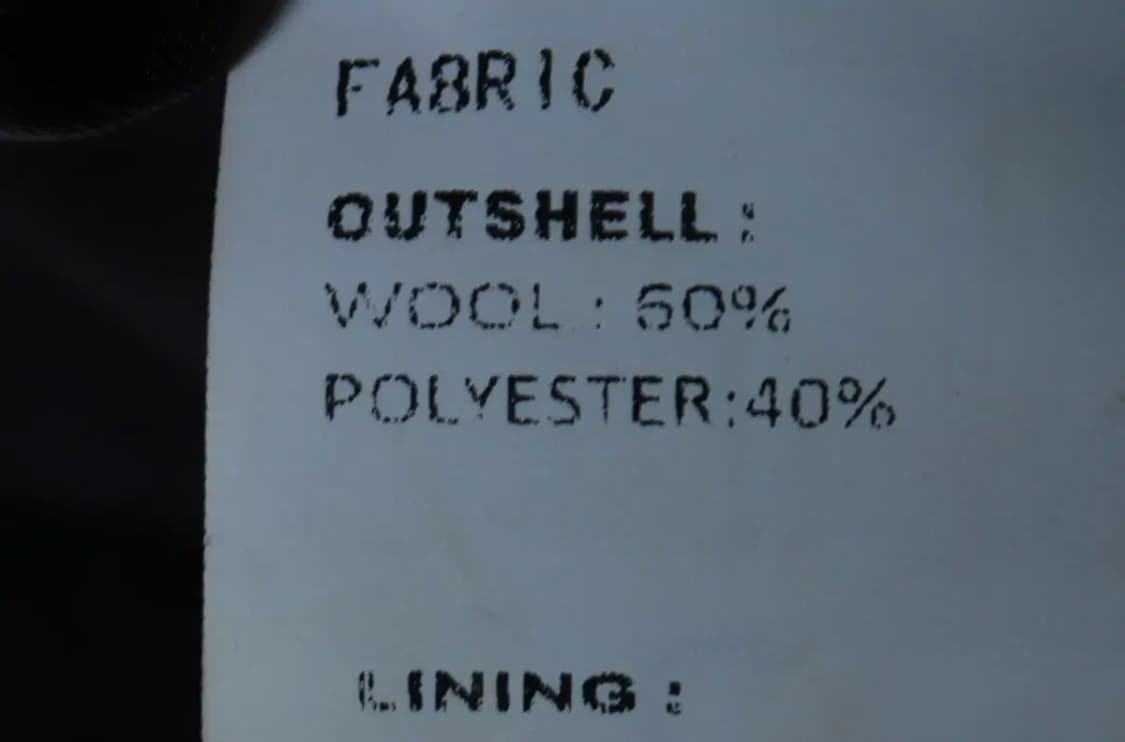 FABRIC
OUTSHELL:
WOOL: 60%
POLYESTER:40%
LINING: